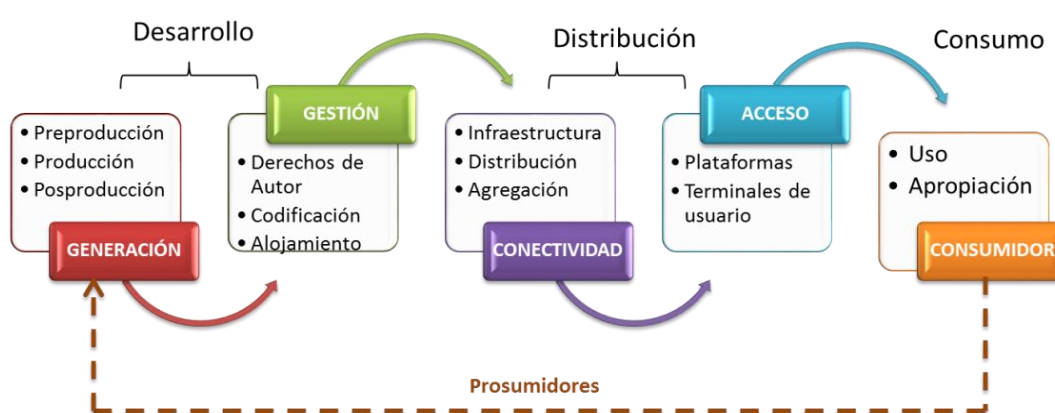 Desarrollo
Distribución
Consumo
• Preproducción
• Producción
• Posproducción
GENERACIÓN
GESTIÓN
• Derechos de
Autor
• Codificación
• Alojamiento
• Infraestructura
• Distribución
• Agregación
CONECTIVIDAD
ACCESO
• Plataformas
• Terminales de
usuario
• Uso
• Apropiación
CONSUMIDOR
Prosumidores